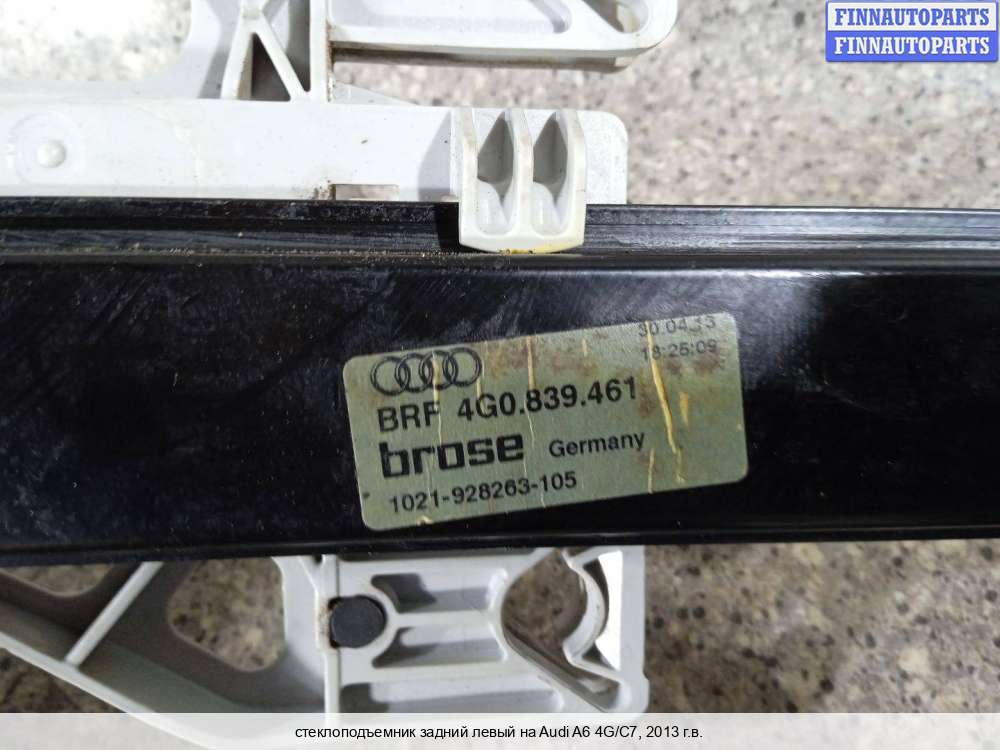 FINNAUTOPARTS
FINNAUTOPARTS
30.04.13
18:25:09
BRF 4G0.839.461
brose Germany
1021-928263-105
стеклоподъемник задний левый на Audi A6 4G/C7, 2013 г.в.